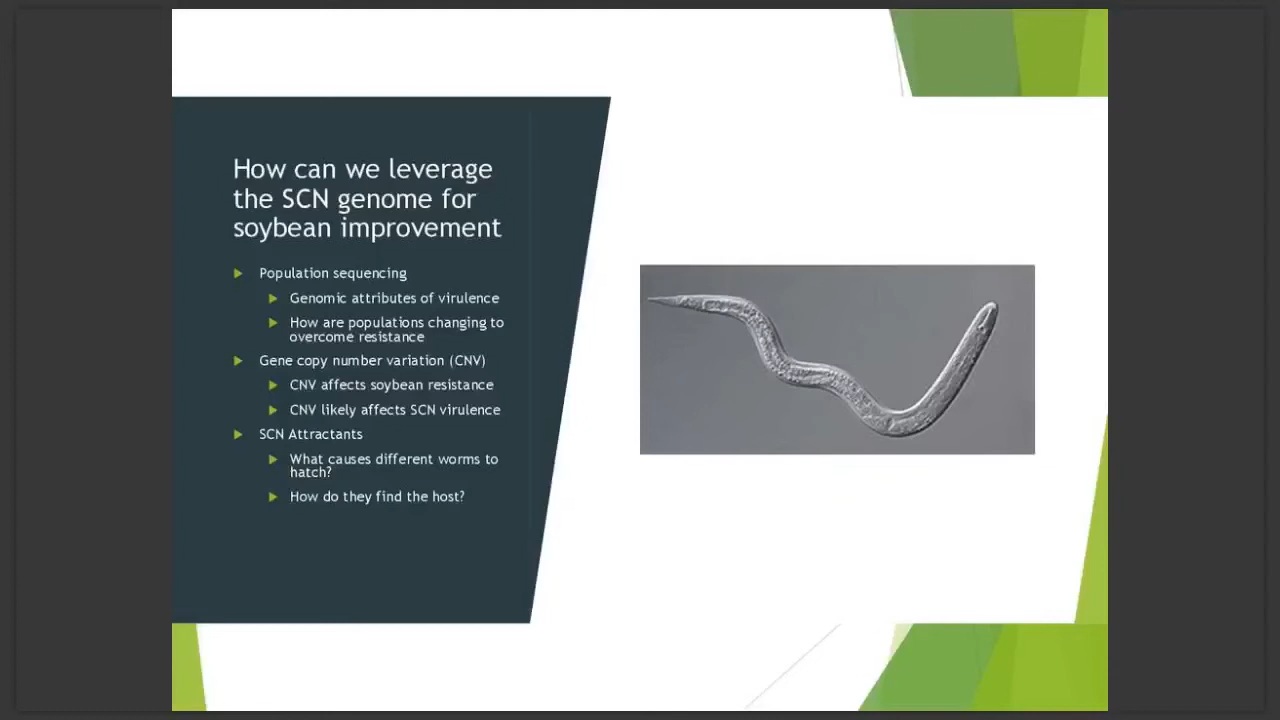 How can we leverage
the SCN genome for
soybean improvement
Population sequencing
Genomic attributes of virulence
How are populations changing to
overcome resistance
Gene copy number variation (CNV)
CNV affects soybean resistance
CNV likely affects SCN virulence
SCN Attractants
What causes different worms to
hatch?
How do they find the host?